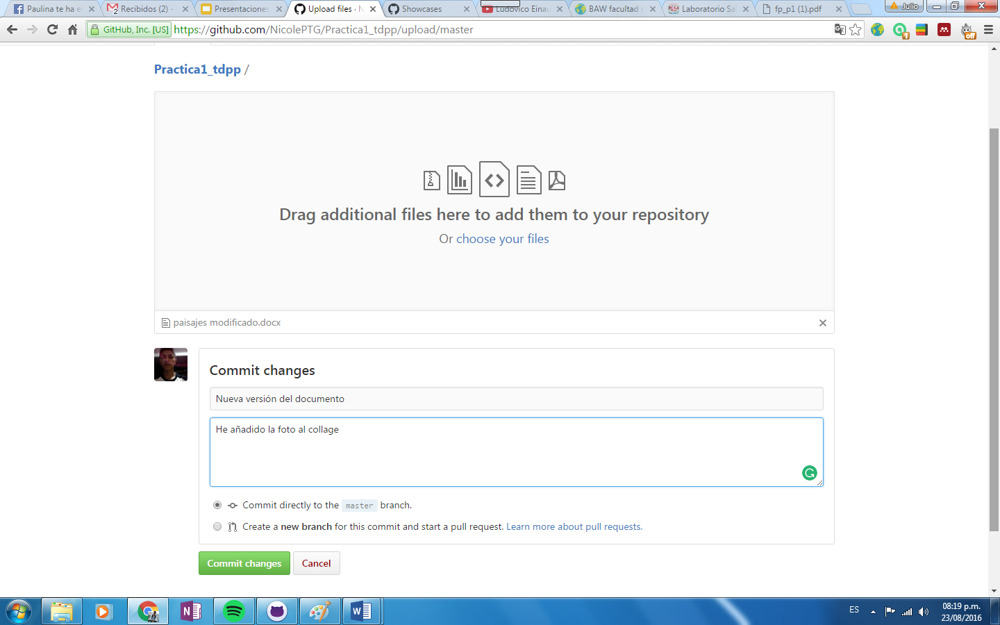 Paulina te ha e
Recibidos (2) -
Presentaciones
Upload files · N
Showcases
Ludovico Einau
BAW facultad d
Laboratorio Sa
fp_p1 (1).pdf
Julio
GitHub, Inc. [US]
https://github.com/NicolePTG/Practica1_tdpp/upload/master
1
off
Practica1_tdpp /
Drag additional files here to add them to your repository
Or choose your files
paisajes modificado.docx
Commit changes
Nueva versión del documento
He añadido la foto al collage
Commit directly to the master branch.
Create a new branch for this commit and start a pull request. Learn more about pull requests.
Commit changes
Cancel
ES
08:19 p.m.
23/08/2016